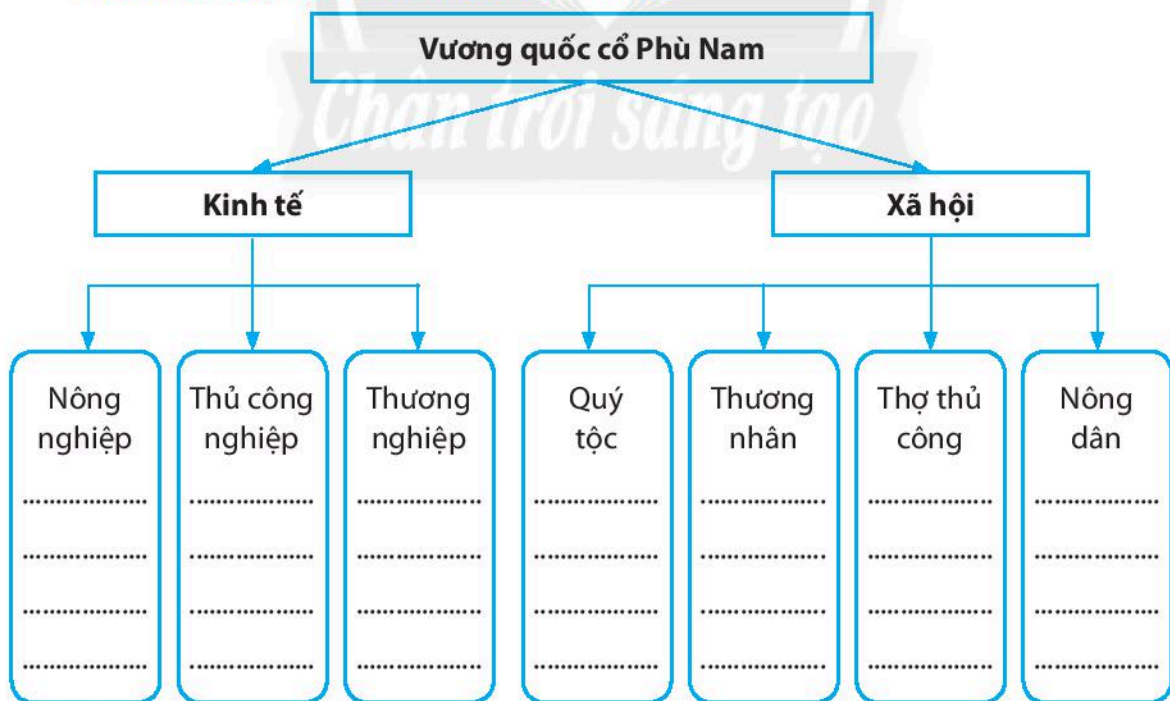 Vương quốc cổ Phù Nam
Chân trời sáng tạo
Kinh tế
Xã hội
Nông
nghiệp
...................
...................
...................
...................
Thủ công
nghiệp
...................
...................
...................
...................
Thương
nghiệp
...................
...................
...................
...................
Quý
tộc
...................
...................
...................
...................
Thương
nhân
...................
...................
...................
...................
Thợ thủ
công
...................
...................
...................
...................
Nông
dân
...................
...................
...................
...................